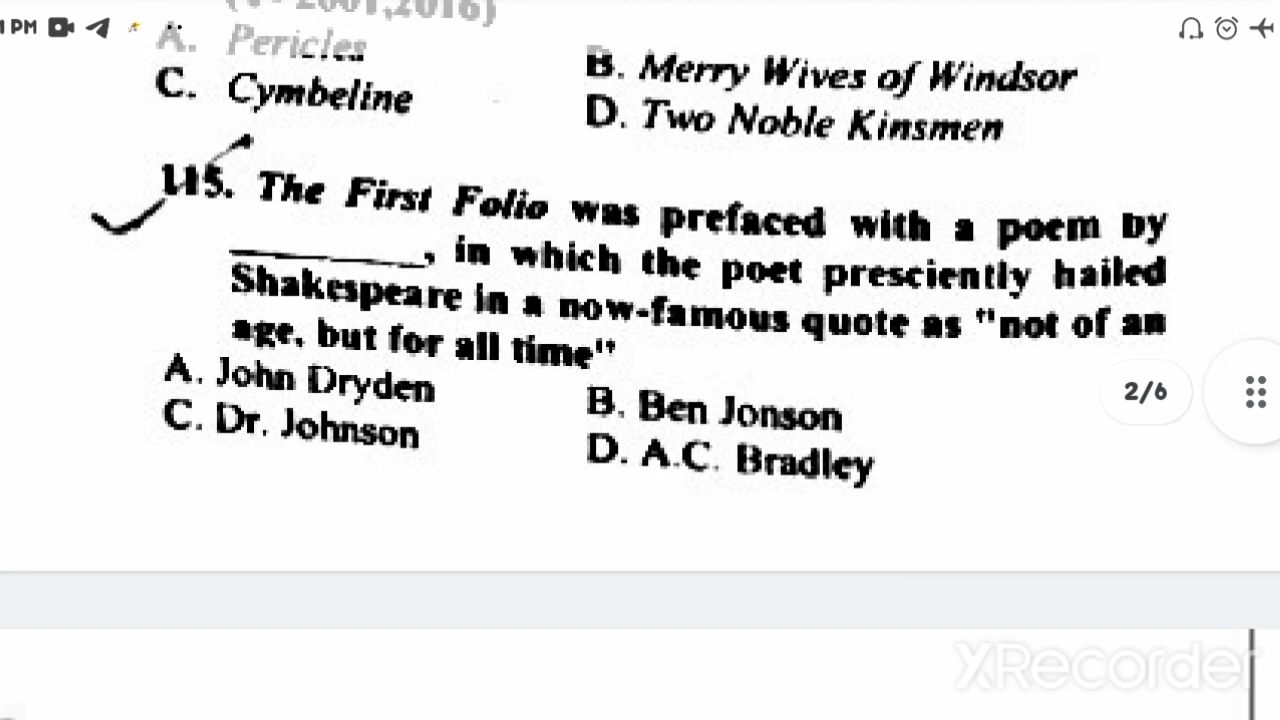 PM
A. Pericles
B. Merry Wives of Windsor
C. Cymbeline
D. Two Noble Kinsmen
115. The First Folio was prefaced with a poem by
________, in which the poet presciently hailed
Shakespeare in a now-famous quote as "not of an
age, but for all time"
A. John Dryden
B. Ben Jonson
C. Dr. Johnson
D. A.C. Bradley
2/6
XRecorder